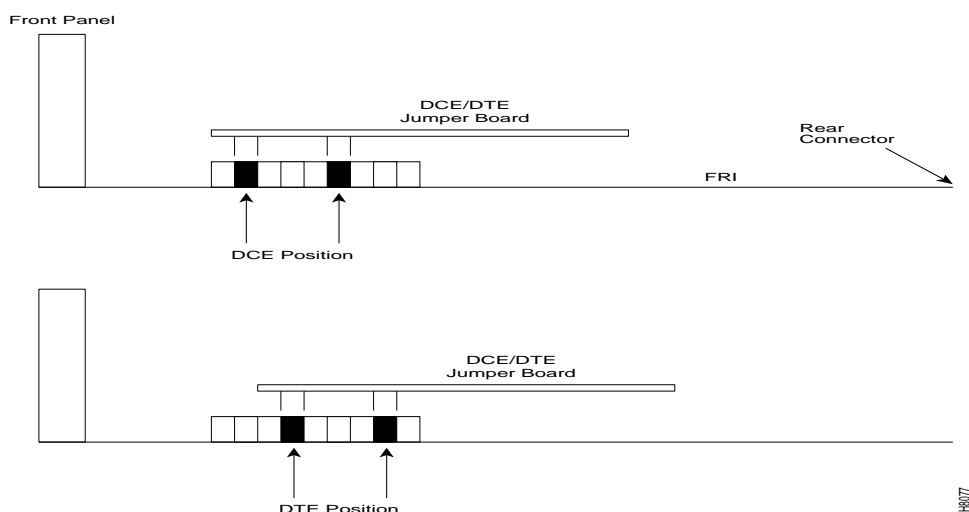 Front Panel
DCE/DTE
Jumper Board
Rear
Connector
FRI
DCE Position
DCE/DTE
Jumper Board
DTE Position
H8077